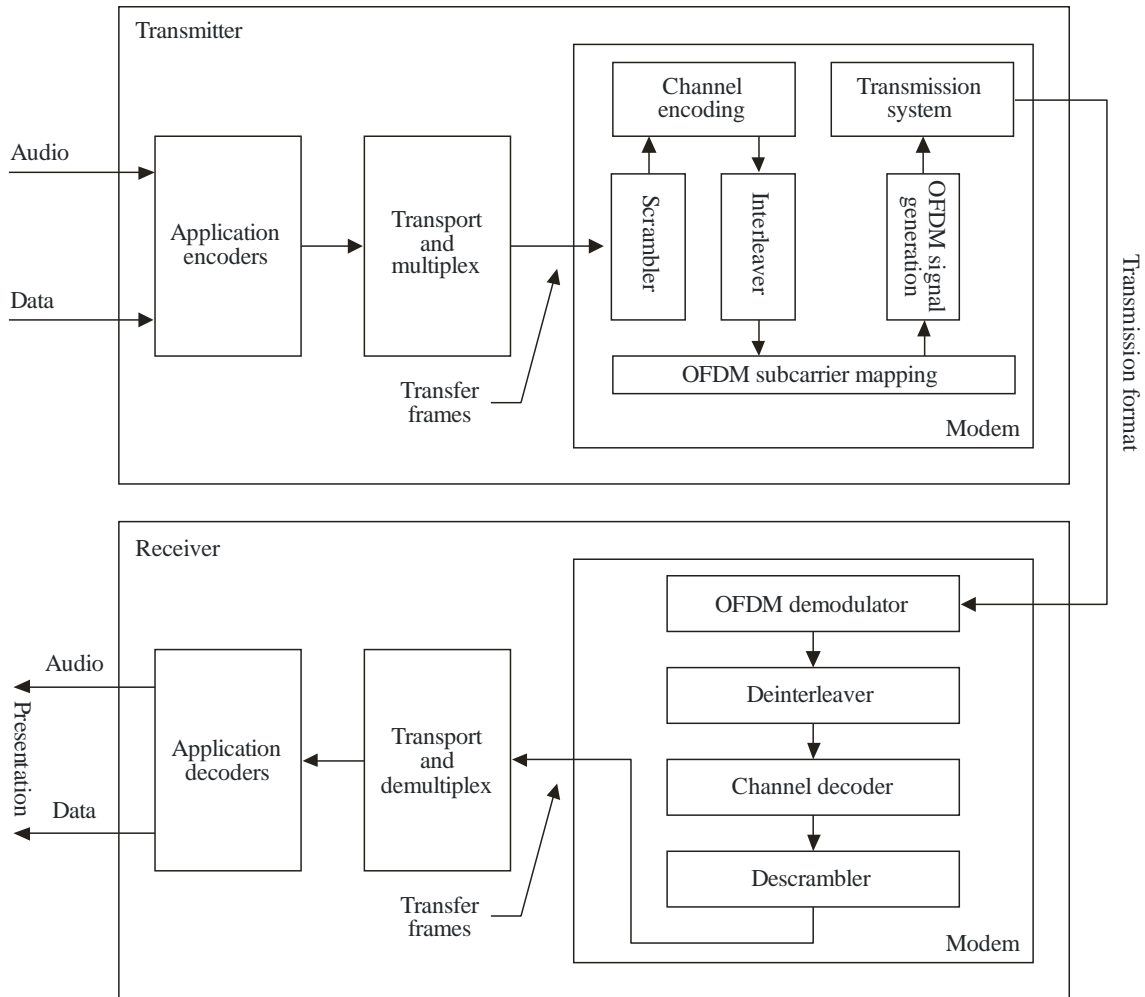 Transmitter
Audio
Data
Application
encoders
Transport
and
multiplex
Transfer
frames
Channel
encoding
Scrambler
Interleaver
Transmission
system
OFDM signal
generation
OFDM subcarrier mapping
Modem
Transmission format
Receiver
OFDM demodulator
Deinterleaver
Channel decoder
Descrambler
Modem
Transport
and
demultiplex
Transfer
frames
Application
decoders
Audio
Presentation
Data